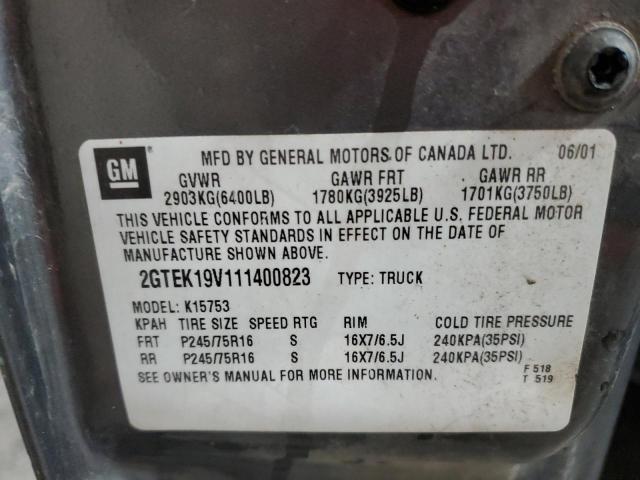 GM
MFD BY GENERAL MOTORS OF CANADA LTD. 06/01
GVWR GAWR FRT GAWR RR
2903KG(6400LB) 1780KG(3925LB) 1701KG(3750LB)
THIS VEHICLE CONFORMS TO ALL APPLICABLE U.S. FEDERAL MOTOR
VEHICLE SAFETY STANDARDS IN EFFECT ON THE DATE OF
MANUFACTURE SHOWN ABOVE.
2GTEK19V111400823 TYPE: TRUCK
MODEL: K15753
KPAH TIRE SIZE SPEED RTG RIM COLD TIRE PRESSURE
FRT P245/75R16 S 16X7/6.5J 240KPA(35PSI)
RR P245/75R16 S 16X7/6.5J 240KPA(35PSI)
SEE OWNER'S MANUAL FOR MORE INFORMATION.
F 518
T 519